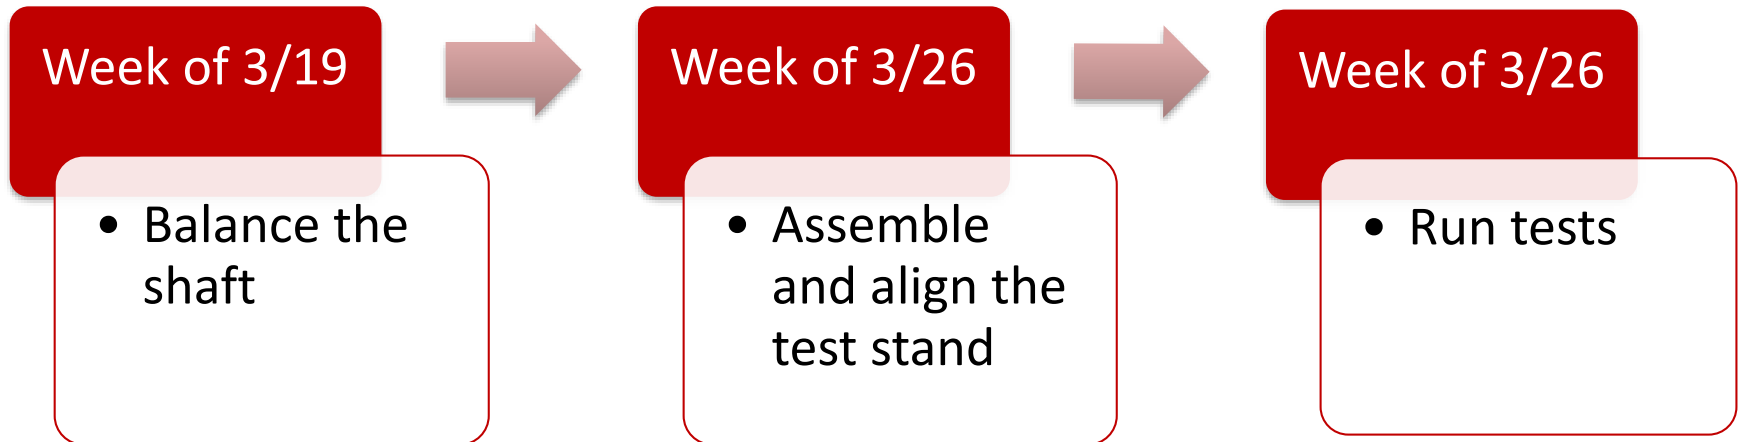 Week of 3/19
• Balance the
shaft
Week of 3/26
• Assemble
and align the
test stand
Week of 3/26
• Run tests